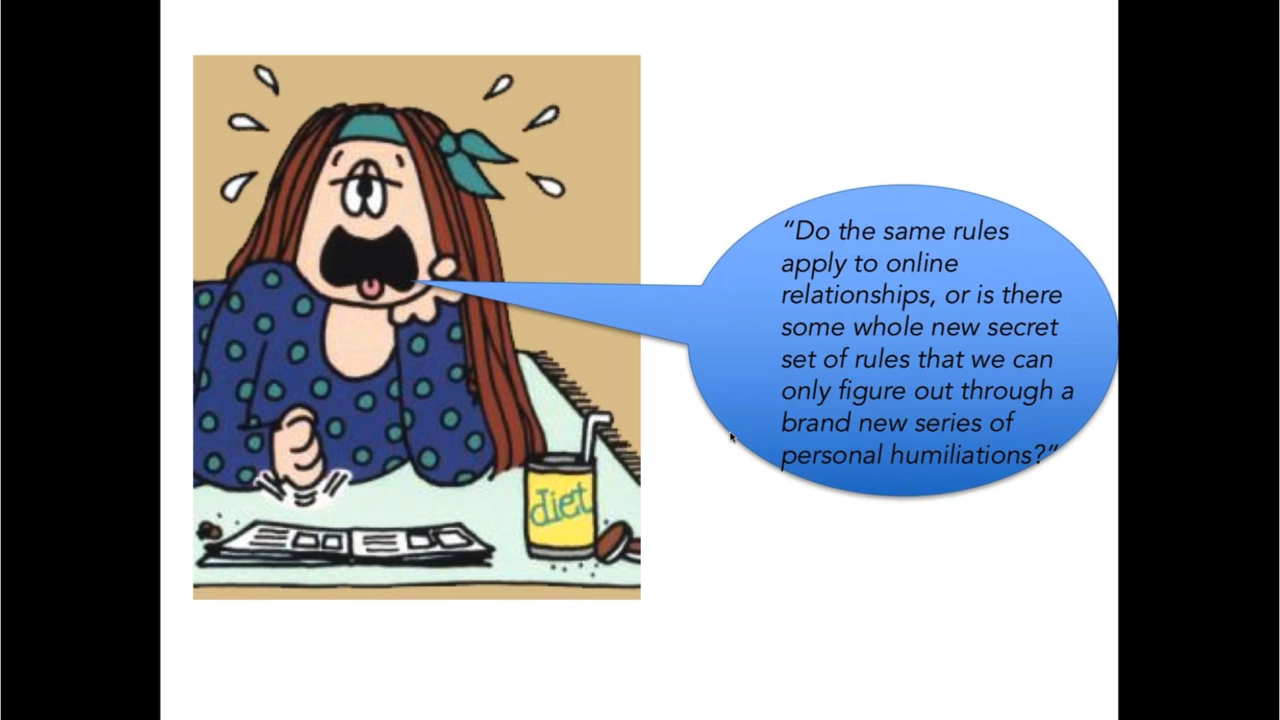 “Do the same rules
apply to online
relationships, or is there
some whole new secret
set of rules that we can
only figure out through a
brand new series of
personal humiliations?”
diet